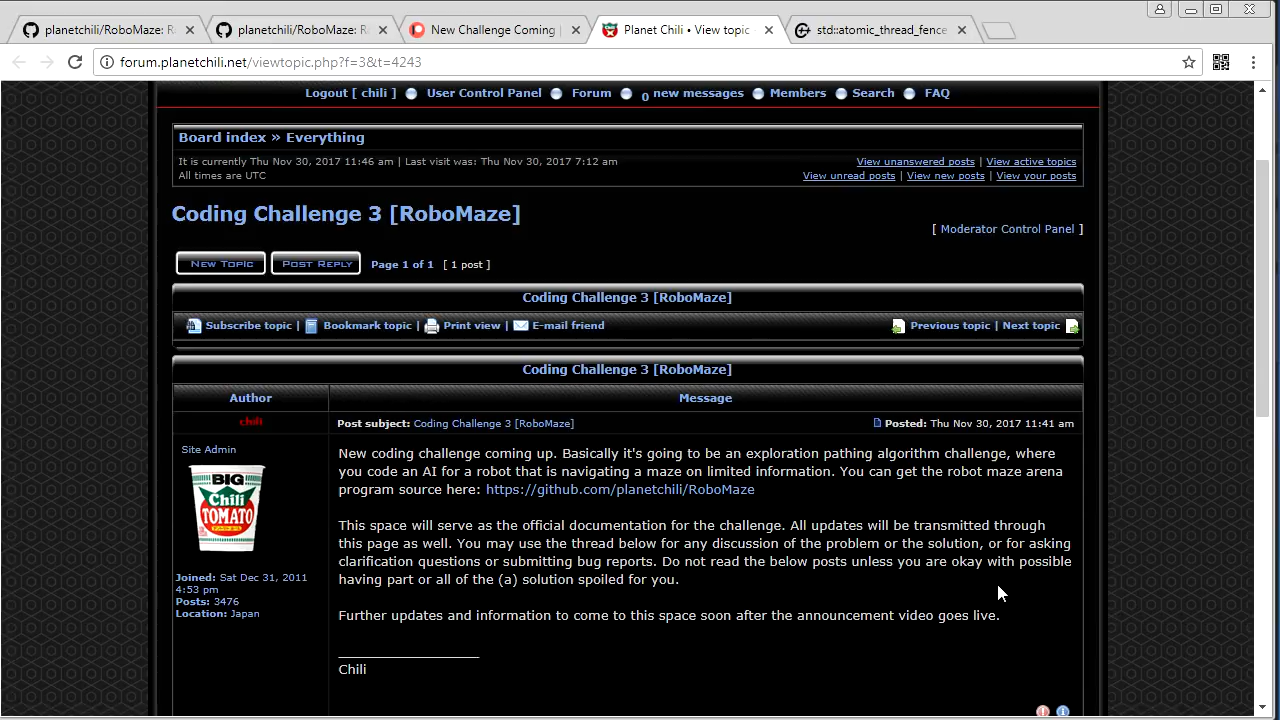 planetchili/RoboMaze: R
planetchili/RoboMaze: R
New Challenge Coming
Planet Chili • View topic
std::atomic_thread_fence
forum.planetchili.net/viewtopic.php?f=3&t=4243
Logout [ chili ] User Control Panel Forum 0 new messages Members Search FAQ
Board index » Everything
It is currently Thu Nov 30, 2017 11:46 am | Last visit was: Thu Nov 30, 2017 7:12 am
All times are UTC
View unanswered posts | View active topics
View unread posts | View new posts | View your posts
Coding Challenge 3 [RoboMaze]
[ Moderator Control Panel ]
NEW TOPIC POST REPLY Page 1 of 1 [ 1 post ]
Coding Challenge 3 [RoboMaze]
Subscribe topic | Bookmark topic | Print view | E-mail friend Previous topic | Next topic
Coding Challenge 3 [RoboMaze]
Author Message
chili
Post subject: Coding Challenge 3 [RoboMaze] Posted: Thu Nov 30, 2017 11:41 am
Site Admin
BIG
Chili
TOMATO
Joined: Sat Dec 31, 2011
4:53 pm
Posts: 3476
Location: Japan
New coding challenge coming up. Basically it's going to be an exploration pathing algorithm challenge, where
you code an AI for a robot that is navigating a maze on limited information. You can get the robot maze arena
program source here: https://github.com/planetchili/RoboMaze
This space will serve as the official documentation for the challenge. All updates will be transmitted through
this page as well. You may use the thread below for any discussion of the problem or the solution, or for asking
clarification questions or submitting bug reports. Do not read the below posts unless you are okay with possible
having part or all of the (a) solution spoiled for you.
Further updates and information to come to this space soon after the announcement video goes live.
Chili